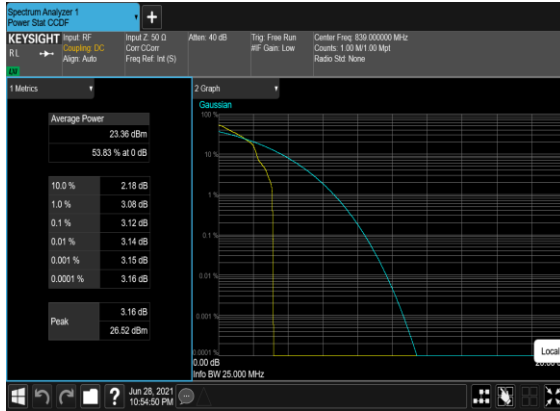 Spectrum Analyzer 1
Power Stat CCDF
+
KEYSIGHT
RL
LU
Input: RF
Coupling: DC
Align: Auto
Input Z: 50 Ω
Corr CCorr
Freq Ref: Int (S)
Atten: 40 dB
Trig: Free Run
#IF Gain: Low
Center Freq: 839.000000 MHz
Counts: 1.00 M/1.00 Mpt
Radio Std: None
1 Metrics
Average Power
23.36 dBm
53.83 % at 0 dB
10.0 % 2.18 dB
1.0 % 3.08 dB
0.1 % 3.12 dB
0.01 % 3.14 dB
0.001 % 3.15 dB
0.0001 % 3.16 dB
Peak
3.16 dB
26.52 dBm
2 Graph
Gaussian
100 %
10 %
1 %
0.1 %
0.01 %
0.001 %
0.0001 %
0.00 dB
Info BW 25.000 MHz
Local
?
Jun 28, 2021
10:54:50 PM